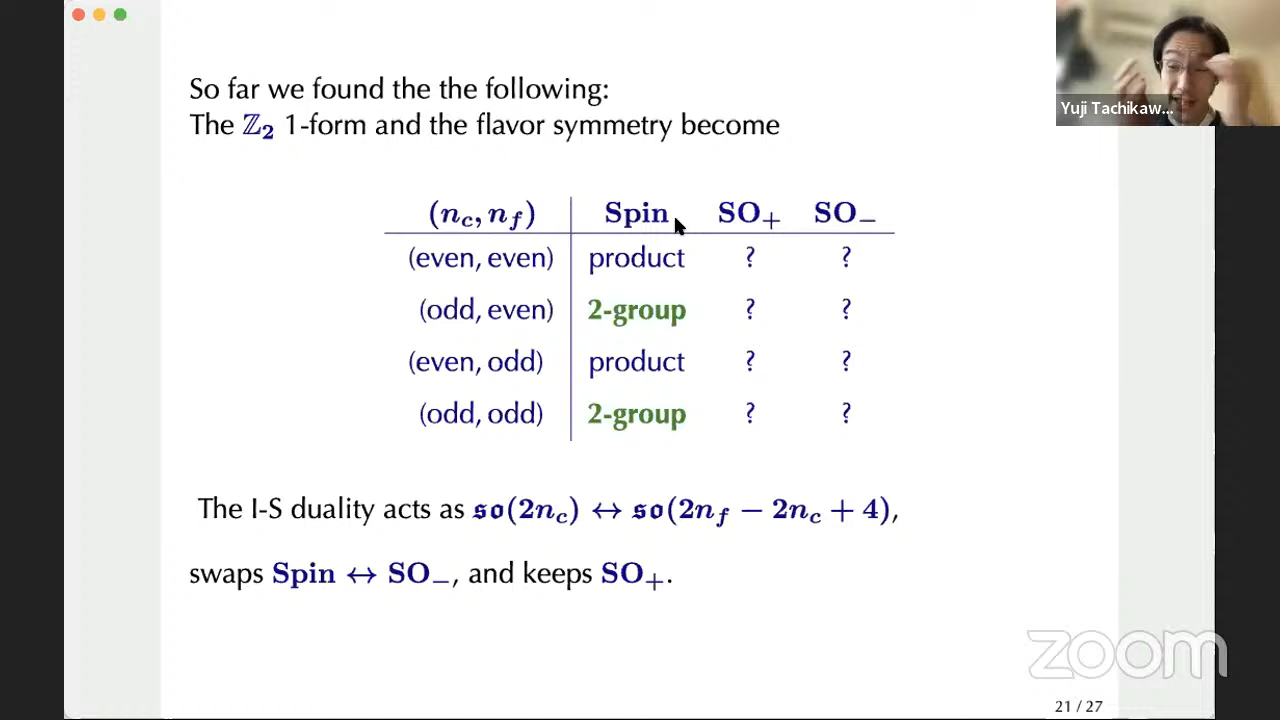 So far we found the the following:
The ℤ₂ 1-form and the flavor symmetry become
(n_c, n_f) Spin SO₊ SO₋
(even, even) product ? ?
(odd, even) 2-group ? ?
(even, odd) product ? ?
(odd, odd) 2-group ? ?
The I-S duality acts as 𝔰𝔬(2n_c) ↔ 𝔰𝔬(2n_f − 2n_c + 4),
swaps Spin ↔ SO₋, and keeps SO₊.
Yuji Tachikaw...
zoom
21 / 27